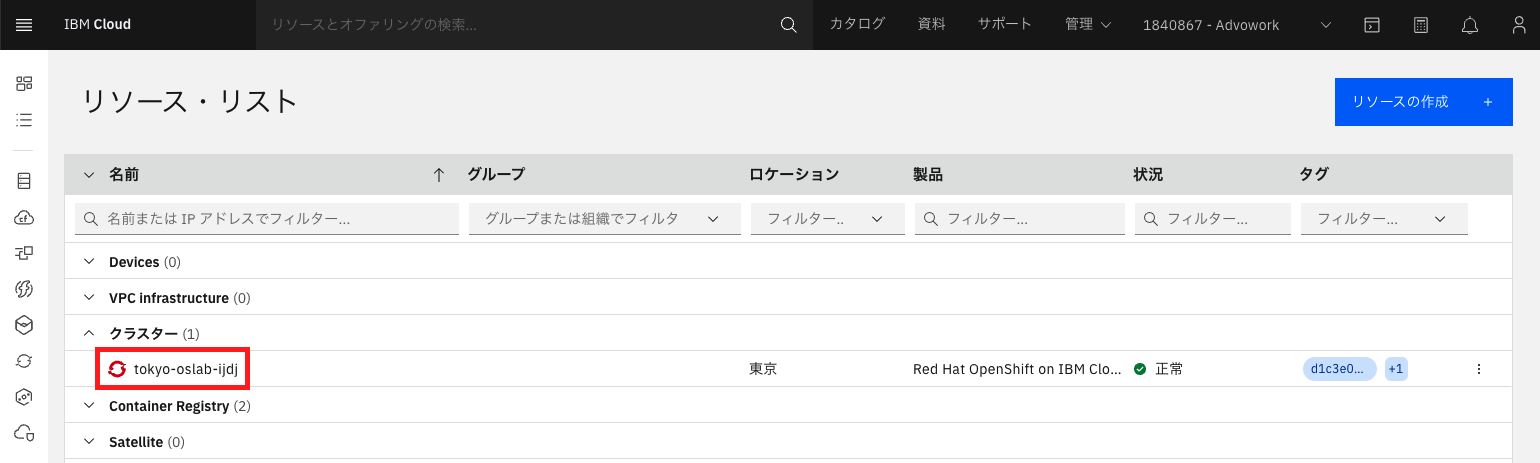 IBM Cloud リソースとオファリングの検索... カタログ 資料 サポート 管理 1840867 - Advowork
リソース・リスト リソースの作成 +
名前 グループ ロケーション 製品 状況 タグ
名前または IP アドレスでフィルター... グループまたは組織でフィルタ フィルター.. フィルター... フィルター... フィルター...
Devices (0)
VPC infrastructure (0)
クラスター (1)
tokyo-oslab-ijdj 東京 Red Hat OpenShift on IBM Clo... 正常 d1c3e0... +1
Container Registry (2)
Satellite (0)